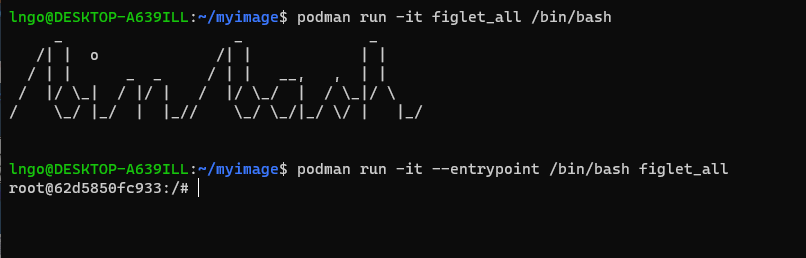 lngo@DESKTOP-A639ILL:~/myimage$ podman run -it figlet_all /bin/bash
      _                   _              _
    /| |  o             /| |            | |
   / | |      _  _     / | |   __,   ,  | |
  /  |/ \_|  / |/ |   /  |/ \_/  |  / \_|/ \
 /    \_/ |_/  |  |_//    \_/ \_/|_/ \/ |   |_/
lngo@DESKTOP-A639ILL:~/myimage$ podman run -it --entrypoint /bin/bash figlet_all
root@62d5850fc933:/#